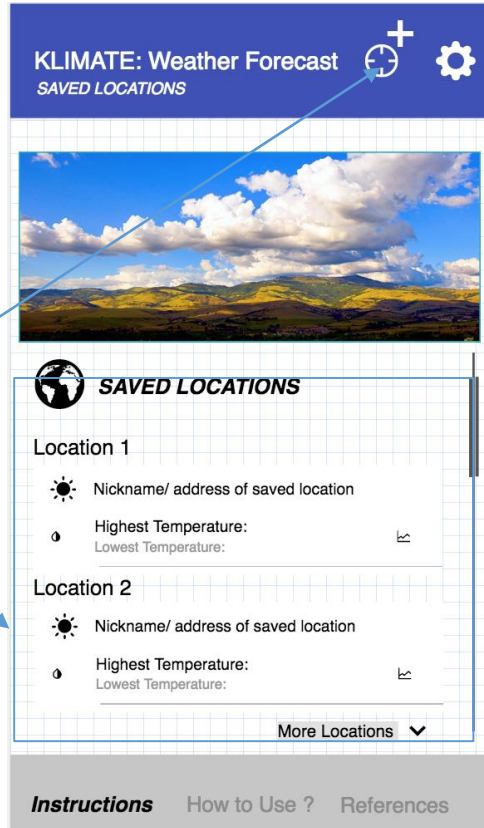 KLIMATE: Weather Forecast
SAVED LOCATIONS
SAVED LOCATIONS
Location 1
Nickname/ address of saved location
Highest Temperature:
Lowest Temperature:
Location 2
Nickname/ address of saved location
Highest Temperature:
Lowest Temperature:
More Locations
Instructions How to Use ? References